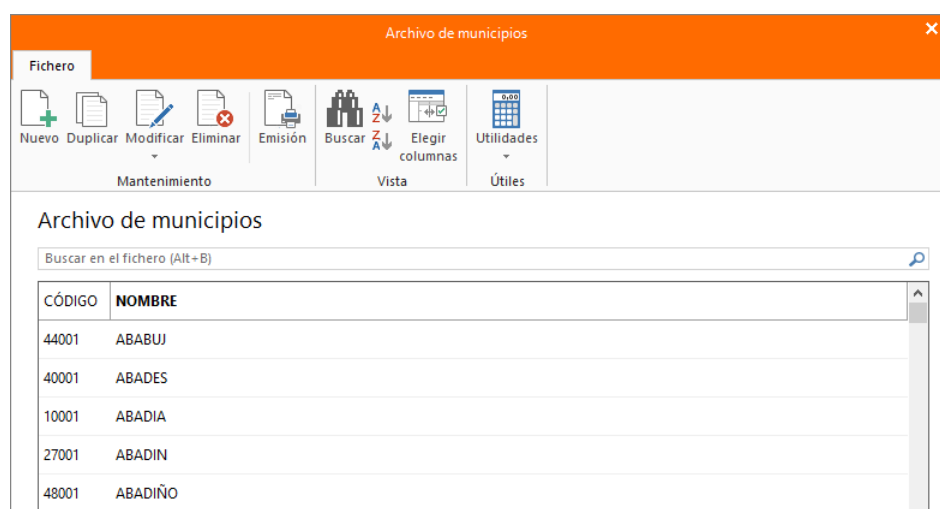 Archivo de municipios
Fichero
Nuevo Duplicar Modificar Eliminar Emisión Buscar Elegir columnas Utilidades
Mantenimiento Vista Útiles
Archivo de municipios
Buscar en el fichero (Alt+B)
CÓDIGO NOMBRE
44001 ABABUJ
40001 ABADES
10001 ABADIA
27001 ABADIN
48001 ABADIÑO